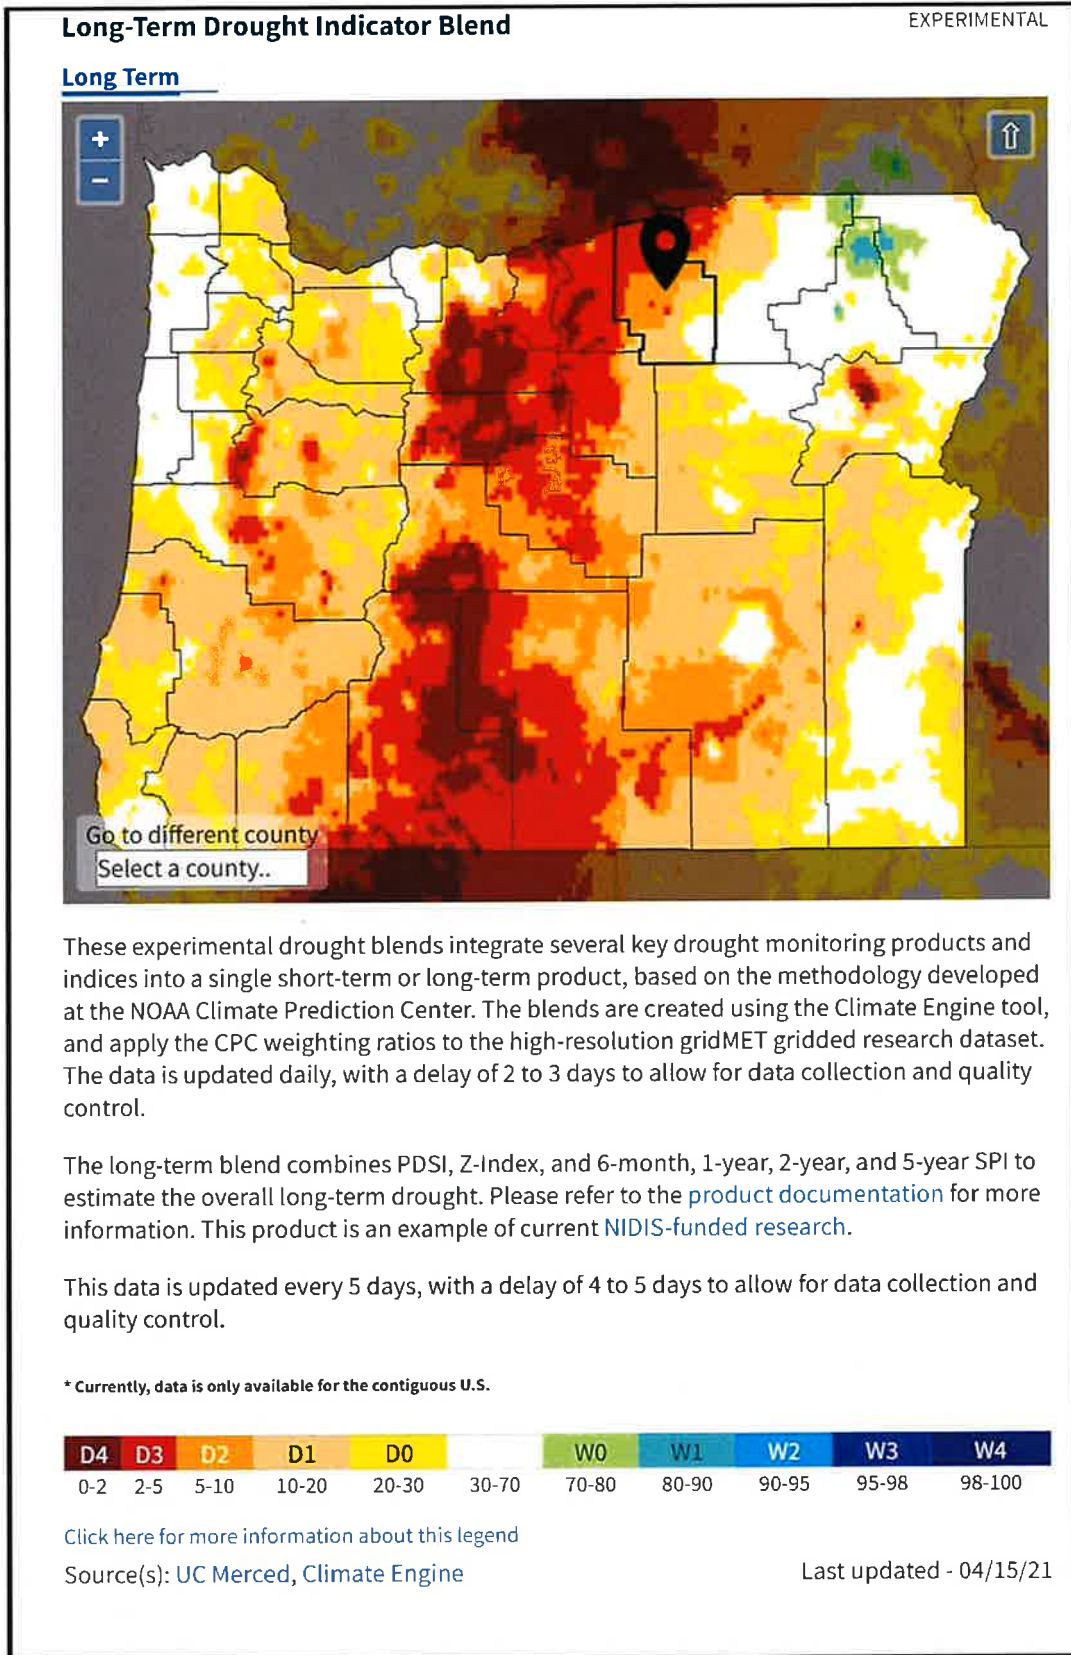 Long-Term Drought Indicator Blend
EXPERIMENTAL
Long Term
+
−
⇧
Go to different county
Select a county..
These experimental drought blends integrate several key drought monitoring products and
indices into a single short-term or long-term product, based on the methodology developed
at the NOAA Climate Prediction Center. The blends are created using the Climate Engine tool,
and apply the CPC weighting ratios to the high-resolution gridMET gridded research dataset.
The data is updated daily, with a delay of 2 to 3 days to allow for data collection and quality
control.
The long-term blend combines PDSI, Z-Index, and 6-month, 1-year, 2-year, and 5-year SPI to
estimate the overall long-term drought. Please refer to the product documentation for more
information. This product is an example of current NIDIS-funded research.
This data is updated every 5 days, with a delay of 4 to 5 days to allow for data collection and
quality control.
* Currently, data is only available for the contiguous U.S.
D4 D3 D2 D1 D0 W0 W1 W2 W3 W4
0-2 2-5 5-10 10-20 20-30 30-70 70-80 80-90 90-95 95-98 98-100
Click here for more information about this legend
Source(s): UC Merced, Climate Engine
Last updated - 04/15/21